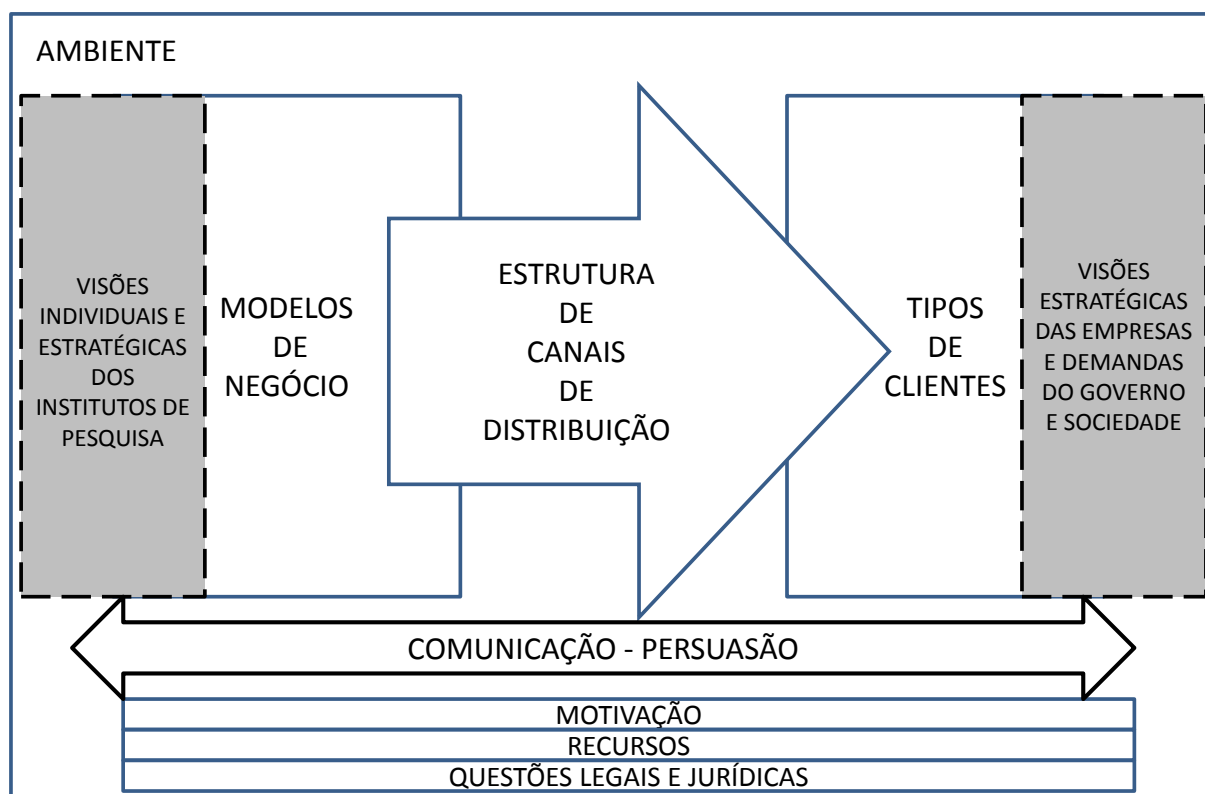 AMBIENTE
VISÕES
INDIVIDUAIS E
ESTRATÉGICAS
DOS
INSTITUTOS DE
PESQUISA
MODELOS
DE
NEGÓCIO
ESTRUTURA
DE
CANAIS
DE
DISTRIBUIÇÃO
TIPOS
DE
CLIENTES
VISÕES
ESTRATÉGICAS
DAS EMPRESAS
E DEMANDAS
DO GOVERNO
E SOCIEDADE
COMUNICAÇÃO - PERSUASÃO
MOTIVAÇÃO
RECURSOS
QUESTÕES LEGAIS E JURÍDICAS